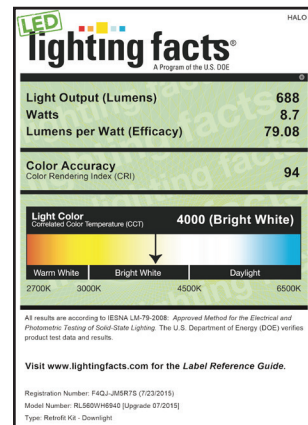 LED
HALO
lighting facts®
A Program of the U.S. DOE
Light Output (Lumens) 688
Watts 8.7
Lumens per Watt (Efficacy) 79.08
Color Accuracy
Color Rendering Index (CRI) 94
Light Color
Correlated Color Temperature (CCT) 4000 (Bright White)
Warm White Bright White Daylight
2700K 3000K 4500K 6500K
All results are according to IESNA LM-79-2008: Approved Method for the Electrical and
Photometric Testing of Solid-State Lighting. The U.S. Department of Energy (DOE) verifies
product test data and results.
Visit www.lightingfacts.com for the Label Reference Guide.
Registration Number: F4QJ-JM5R7S (7/23/2015)
Model Number: RL560WH6940 [Upgrade 07/2015]
Type: Retrofit Kit - Downlight